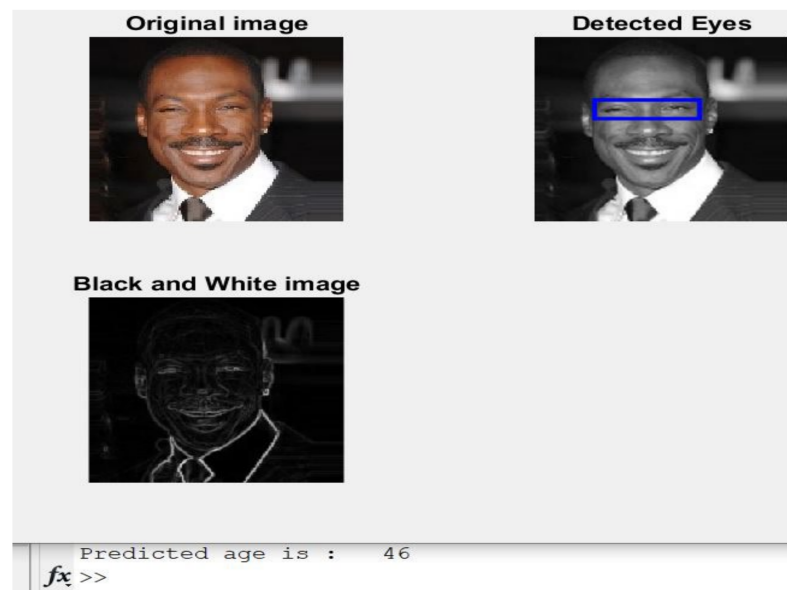 Original image
Detected Eyes
Black and White image
Predicted age is : 46
fx >>